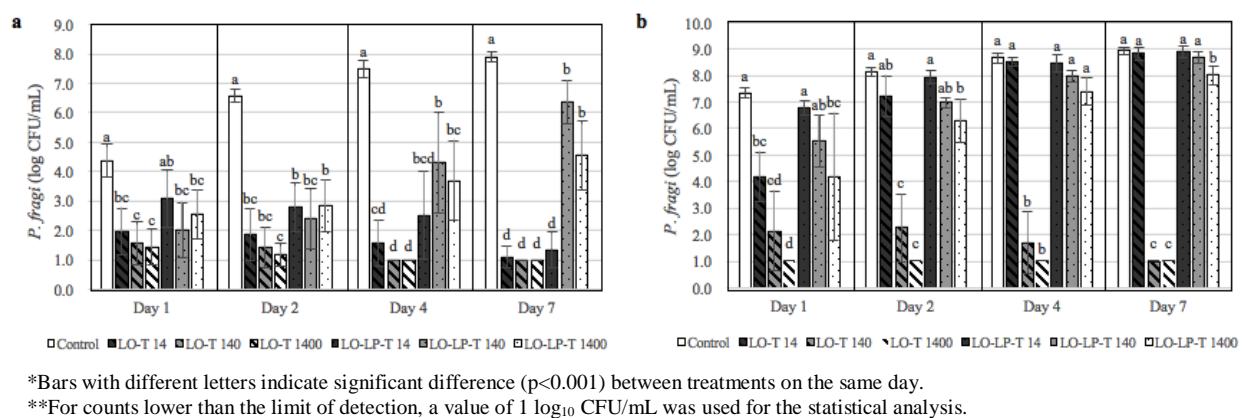 a
P. fragi (log CFU/mL)
9.0
8.0
7.0
6.0
5.0
4.0
3.0
2.0
1.0
0.0
a bc c c ab bc bc
a bc bc c b bc bc
a cd d d bcd b bc
a d d d d b b
Day 1 Day 2 Day 4 Day 7
Control LO-T 14 LO-T 140 LO-T 1400 LO-LP-T 14 LO-LP-T 140 LO-LP-T 1400
b
P. fragi (log CFU/mL)
10.0
9.0
8.0
7.0
6.0
5.0
4.0
3.0
2.0
1.0
0.0
a bc cd d a ab bc
a ab c c a ab b
a a b b a a a
a a c c a a b
Day 1 Day 2 Day 4 Day 7
Control LO-T 14 LO-T 140 LO-T 1400 LO-LP-T 14 LO-LP-T 140 LO-LP-T 1400
*Bars with different letters indicate significant difference (p<0.001) between treatments on the same day.
**For counts lower than the limit of detection, a value of 1 log₁₀ CFU/mL was used for the statistical analysis.